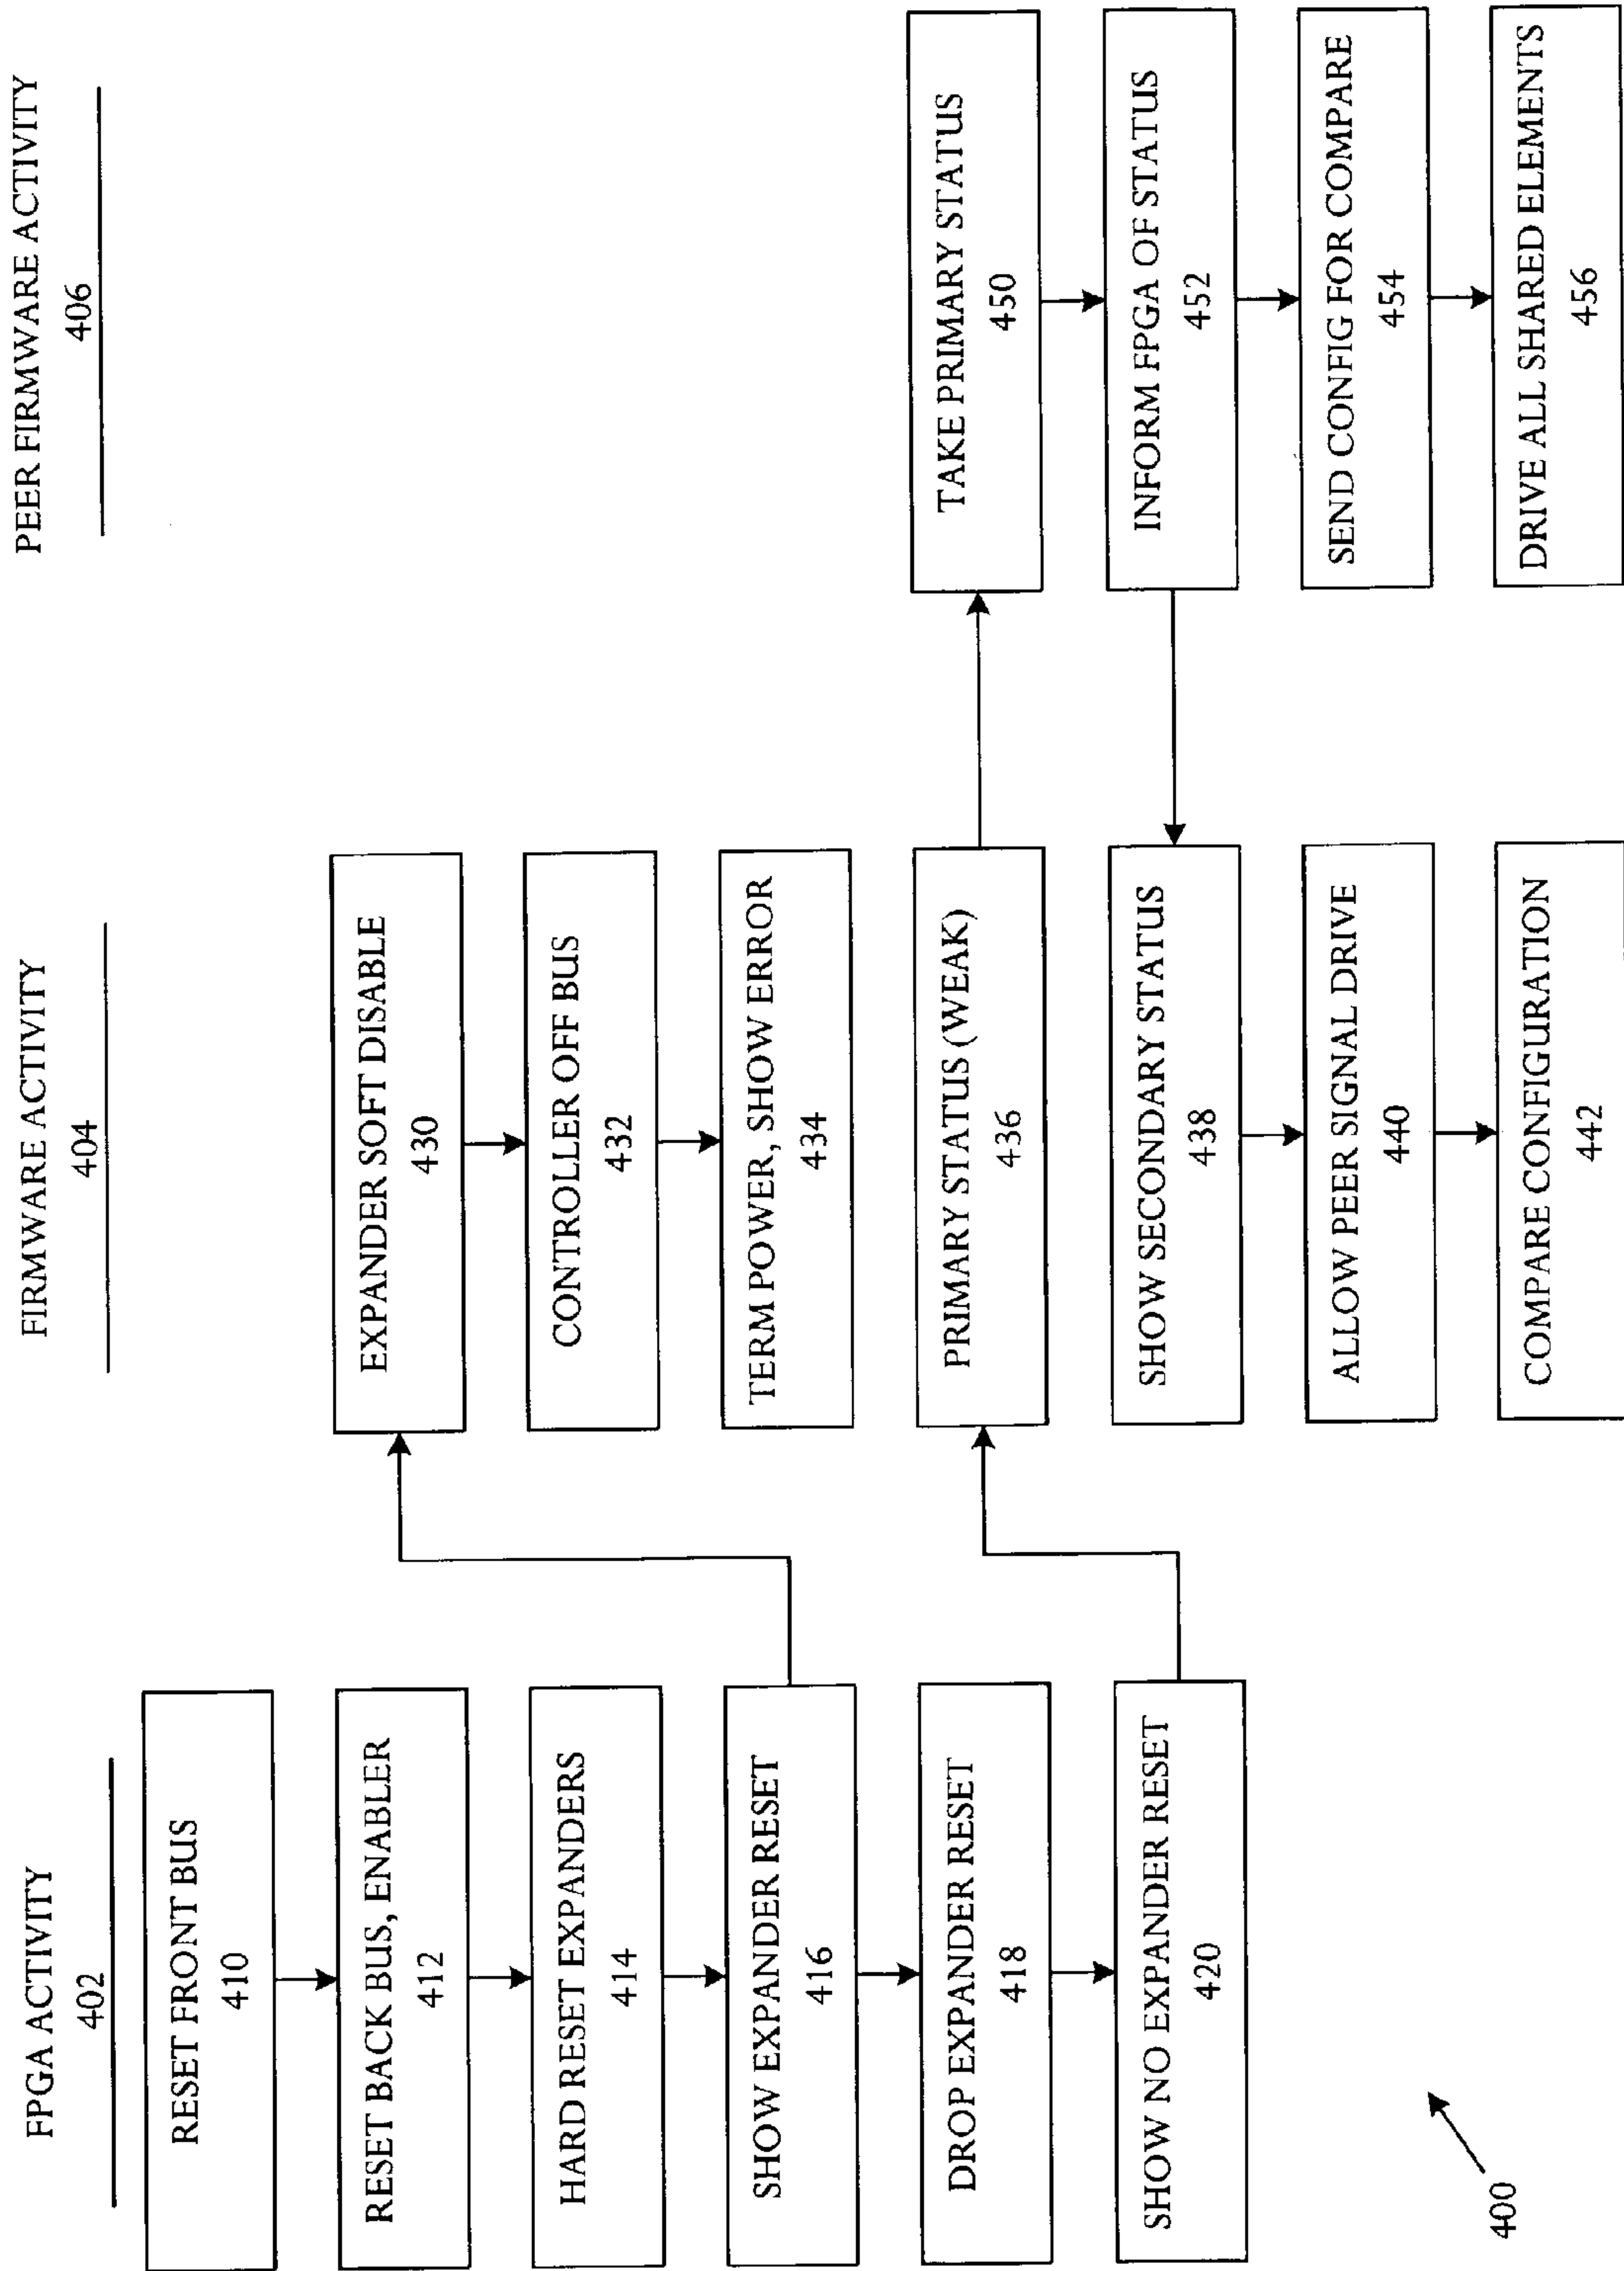 FPGA ACTIVITY
402
RESET FRONT BUS
410
RESET BACK BUS, ENABLER
412
HARD RESET EXPANDERS
414
SHOW EXPANDER RESET
416
DROP EXPANDER RESET
418
SHOW NO EXPANDER RESET
420
400
FIRMWARE ACTIVITY
404
EXPANDER SOFT DISABLE
430
CONTROLLER OFF BUS
432
TERM POWER, SHOW ERROR
434
PRIMARY STATUS (WEAK)
436
SHOW SECONDARY STATUS
438
ALLOW PEER SIGNAL DRIVE
440
COMPARE CONFIGURATION
442
PEER FIRMWARE ACTIVITY
406
TAKE PRIMARY STATUS
450
INFORM FPGA OF STATUS
452
SEND CONFIG FOR COMPARE
454
DRIVE ALL SHARED ELEMENTS
456